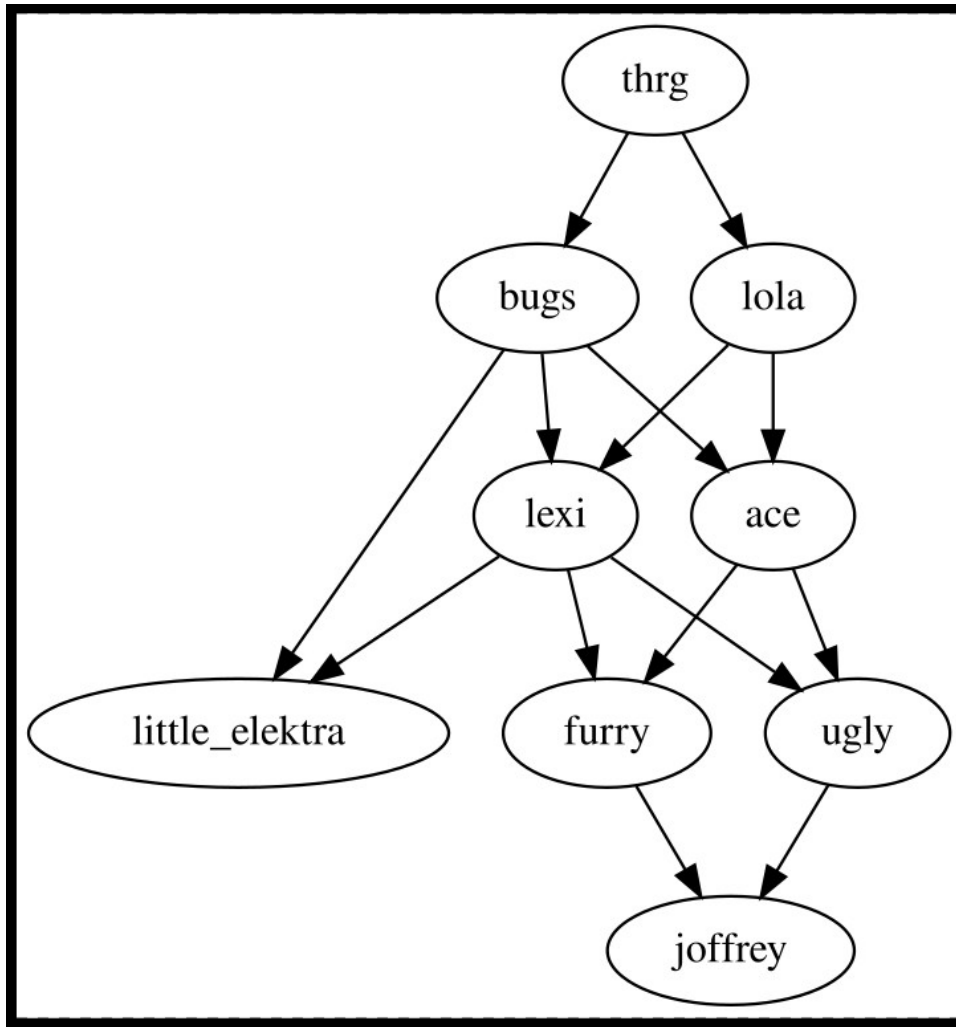 thrg
bugs
lola
lexi
ace
little_elektra
furry
ugly
joffrey